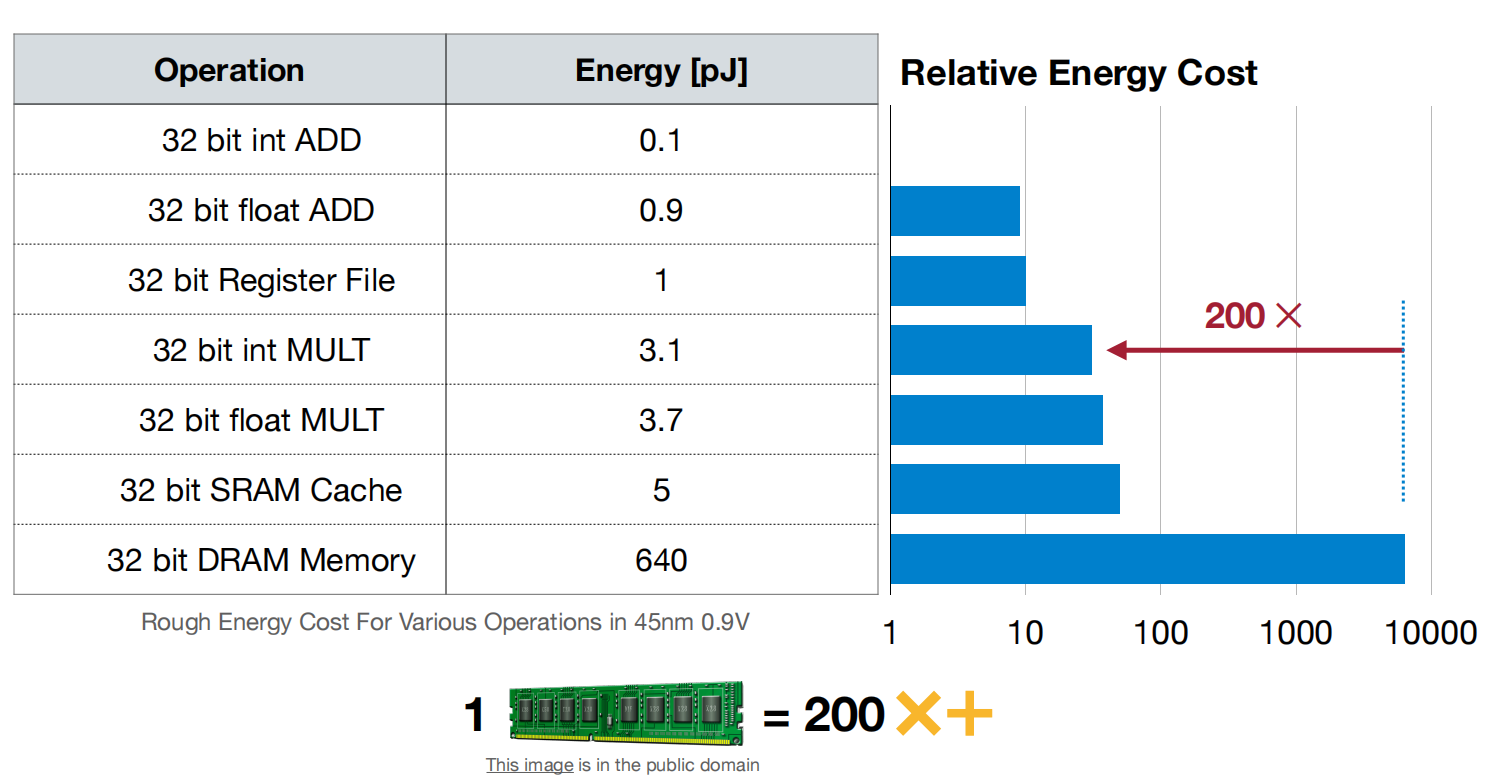 Operation Energy [pJ]
32 bit int ADD 0.1
32 bit float ADD 0.9
32 bit Register File 1
32 bit int MULT 3.1
32 bit float MULT 3.7
32 bit SRAM Cache 5
32 bit DRAM Memory 640
Rough Energy Cost For Various Operations in 45nm 0.9V
Relative Energy Cost
200 ×
1 10 100 1000 10000
1 = 200 ×+
This image is in the public domain